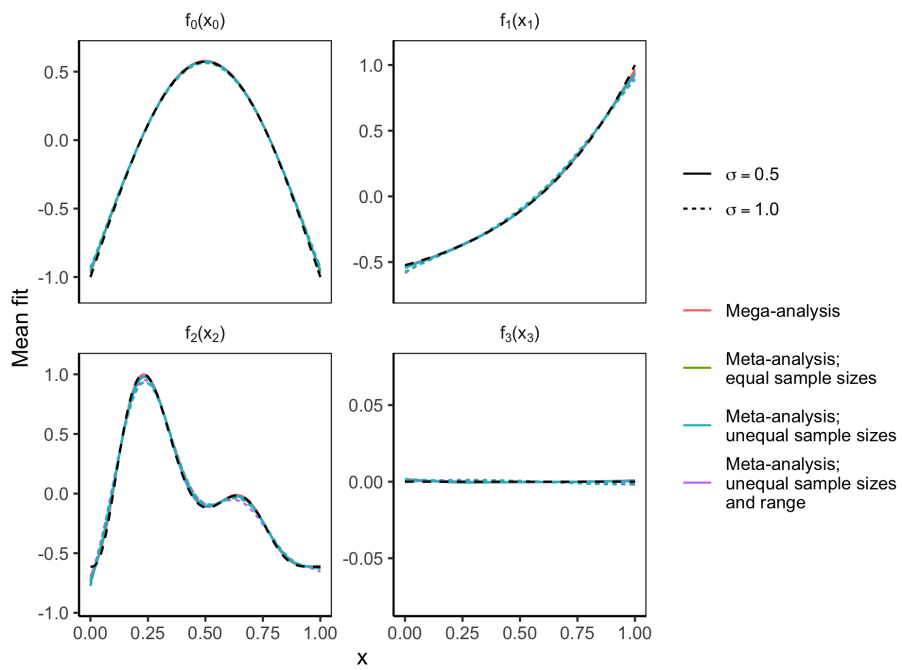 f₀(x₀)
f₁(x₁)
0.5
0.0
-0.5
-1.0
1.0
0.5
0.0
-0.5
Mean fit
f₂(x₂)
f₃(x₃)
1.0
0.5
0.0
-0.5
-1.0
0.05
0.00
-0.05
0.00
0.25
0.50
0.75
1.00
0.00
0.25
0.50
0.75
1.00
x
σ = 0.5
σ = 1.0
Mega-analysis
Meta-analysis;
equal sample sizes
Meta-analysis;
unequal sample sizes
Meta-analysis;
unequal sample sizes
and range